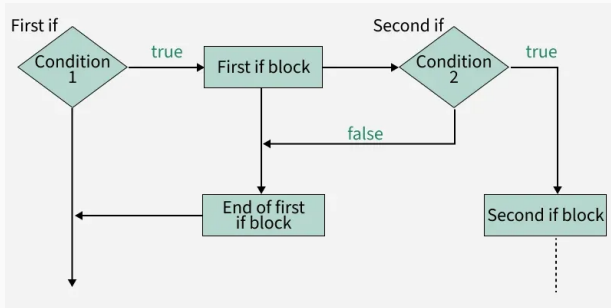 First if
Second if
true
true
Condition
1
First if block
Condition
2
false
End of first
if block
Second if block